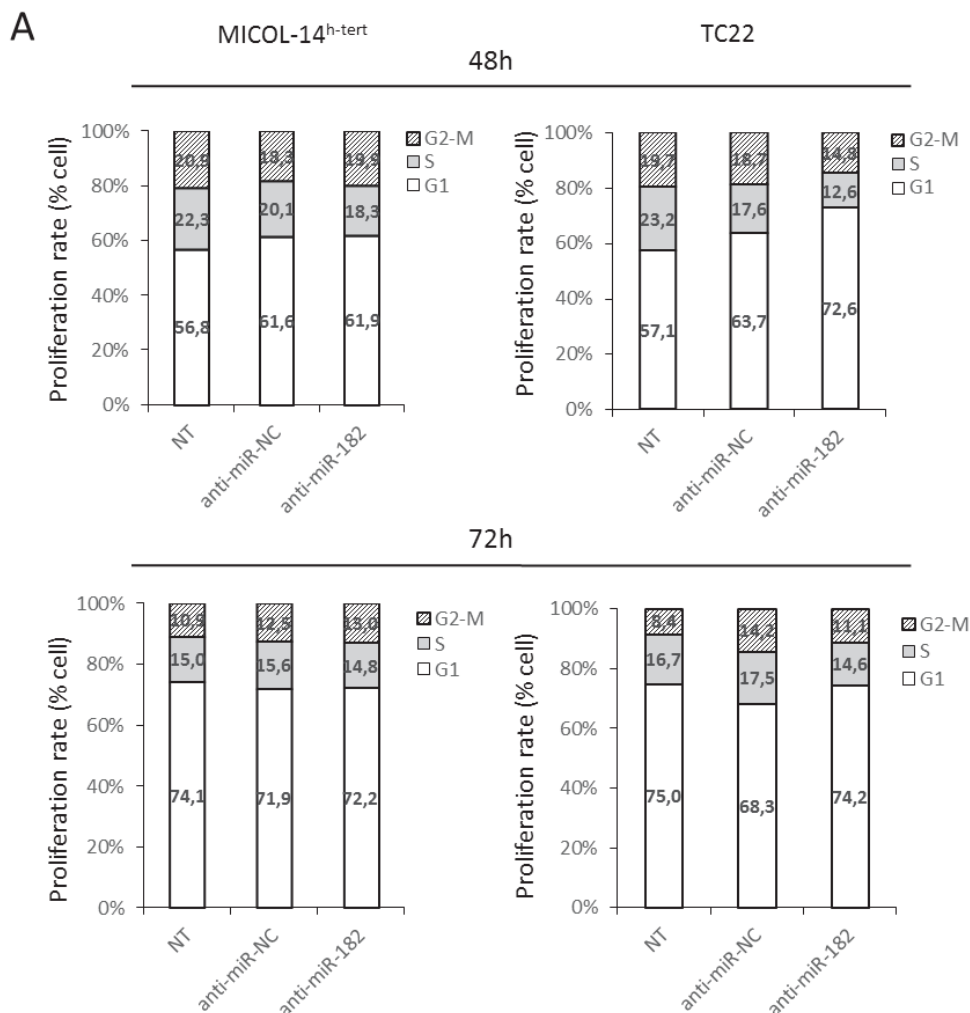 A
MICOL-14h-tert
TC22
48h
Proliferation rate (% cell)
100%
80%
60%
40%
20%
0%
20,9
18,3
19,9
22,3
20,1
18,3
56,8
61,6
61,9
NT
anti-miR-NC
anti-miR-182
G2-M
S
G1
Proliferation rate (% cell)
100%
80%
60%
40%
20%
0%
19,7
18,7
14,8
23,2
17,6
12,6
57,1
63,7
72,6
NT
anti-miR-NC
anti-miR-182
G2-M
S
G1
72h
Proliferation rate (% cell)
100%
80%
60%
40%
20%
0%
10,9
12,5
13,0
15,0
15,6
14,8
74,1
71,9
72,2
NT
anti-miR-NC
anti-miR-182
G2-M
S
G1
Proliferation rate (% cell)
100%
80%
60%
40%
20%
0%
8,4
14,2
11,1
16,7
17,5
14,6
75,0
68,3
74,2
NT
anti-miR-NC
anti-miR-182
G2-M
S
G1